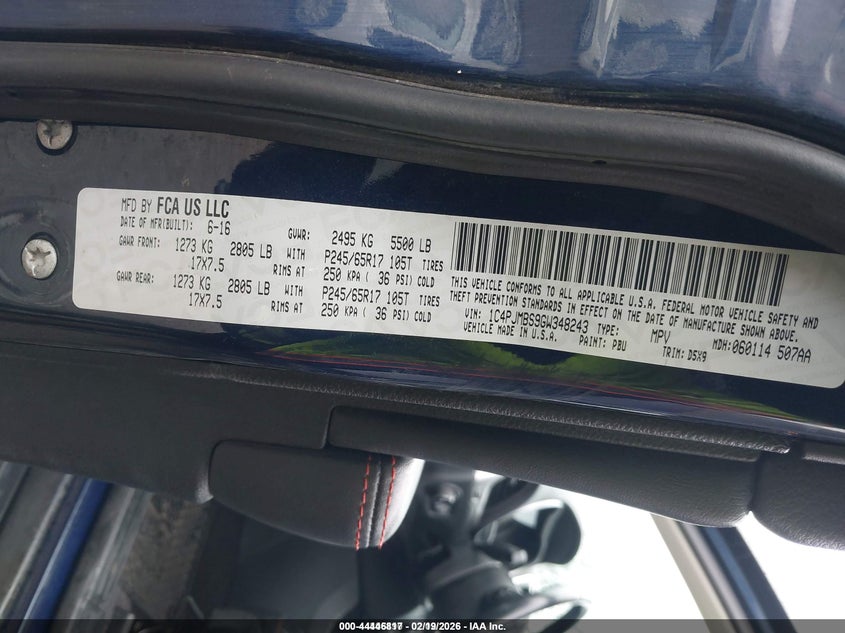 MFD BY FCA US LLC
DATE OF MFR(BUILT): 6-16 GVWR: 2495 KG 5500 LB
GAWR FRONT: 1273 KG 2805 LB WITH P245/65R17 105T TIRES
17X7.5 RIMS AT 250 KPA ( 36 PSI) COLD
GAWR REAR: 1273 KG 2805 LB WITH P245/65R17 105T TIRES
17X7.5 RIMS AT 250 KPA ( 36 PSI) COLD
THIS VEHICLE CONFORMS TO ALL APPLICABLE U.S.A. FEDERAL MOTOR VEHICLE SAFETY AND
THEFT PREVENTION STANDARDS IN EFFECT ON THE DATE OF MANUFACTURE SHOWN ABOVE.
VIN: 1C4PJMBS9GW348243 TYPE: MPV MDH:060114 507AA
VEHICLE MADE IN U.S.A. PAINT: PBU TRIM: D5X9
02/19/2026 - IAA Inc.